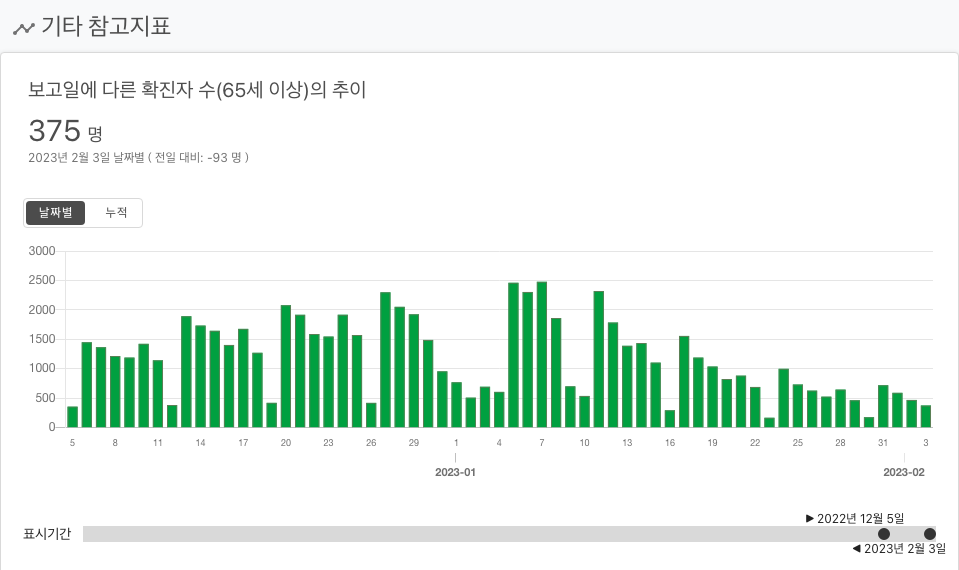 기타 참고지표
보고일에 다른 확진자 수(65세 이상)의 추이
375 명
2023년 2월 3일 날짜별 ( 전일 대비: -93 명 )
날짜별 누적
3000
2500
2000
1500
1000
500
0
5 8 11 14 17 20 23 26 29 1 4 7 10 13 16 19 22 25 28 31 3
2023-01 2023-02
▶ 2022년 12월 5일
표시기간
◀ 2023년 2월 3일